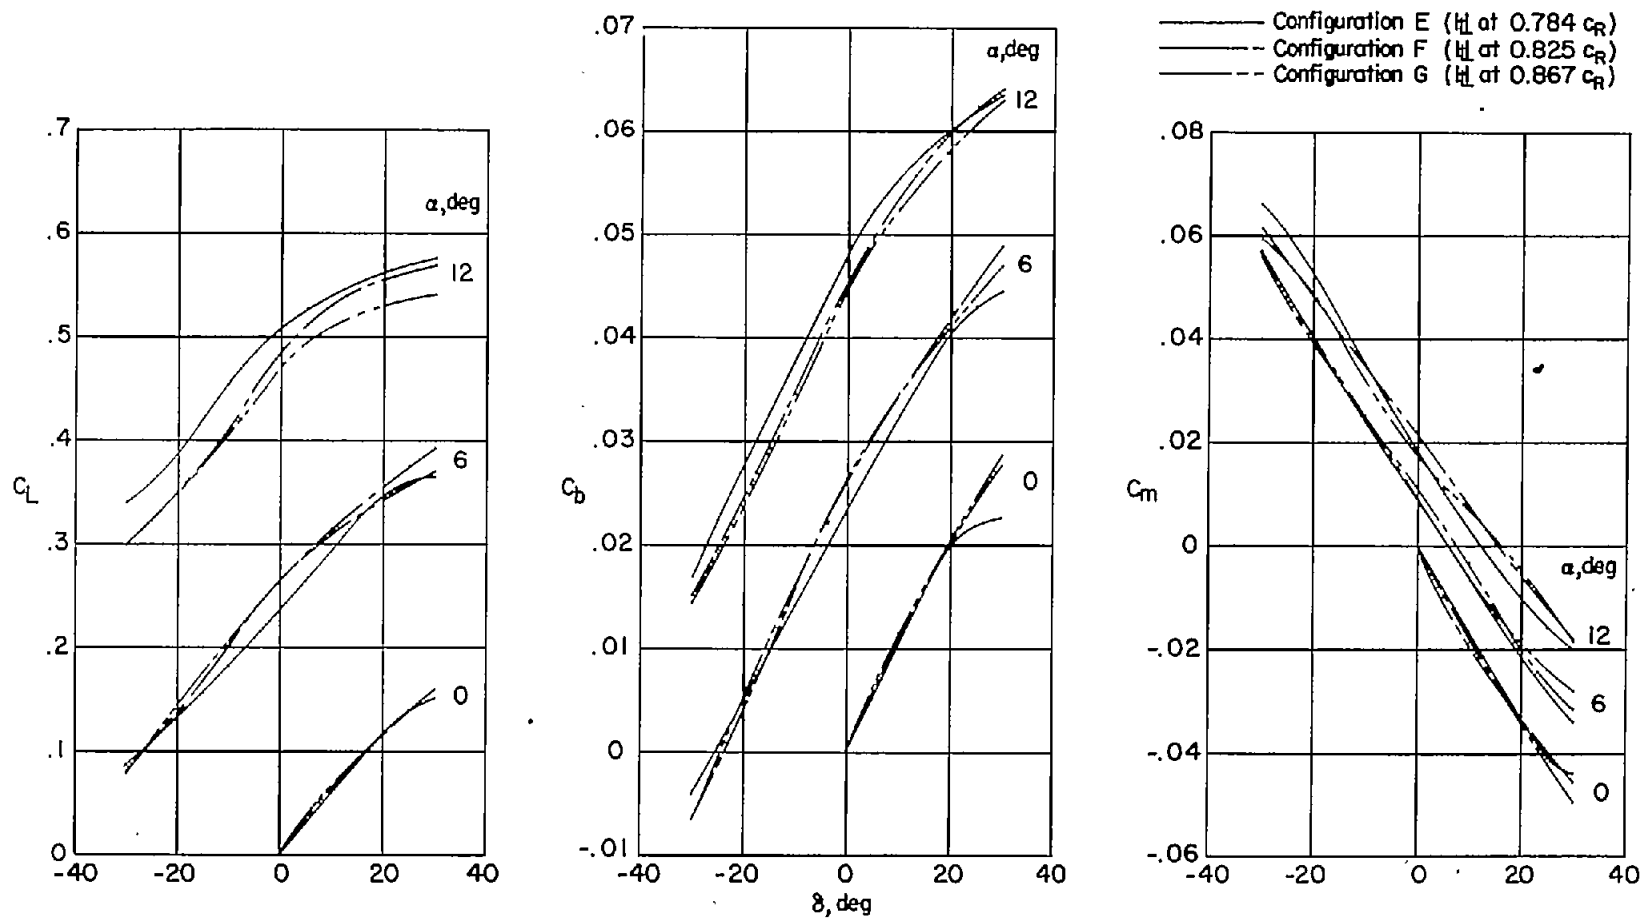 Configuration E (HL at 0.784 cR)
Configuration F (HL at 0.825 cR)
Configuration G (HL at 0.867 cR)
.7
.6
.5
.4
.3
.2
.1
0
CL
α,deg
12
6
0
-40 -20 0 20 40
.07
.06
.05
.04
.03
.02
.01
0
-.01
Cb
α,deg
12
6
0
-40 -20 0 20 40
δ,deg
.08
.06
.04
.02
0
-.02
-.04
-.06
Cm
α,deg
12
6
0
-40 -20 0 20 40